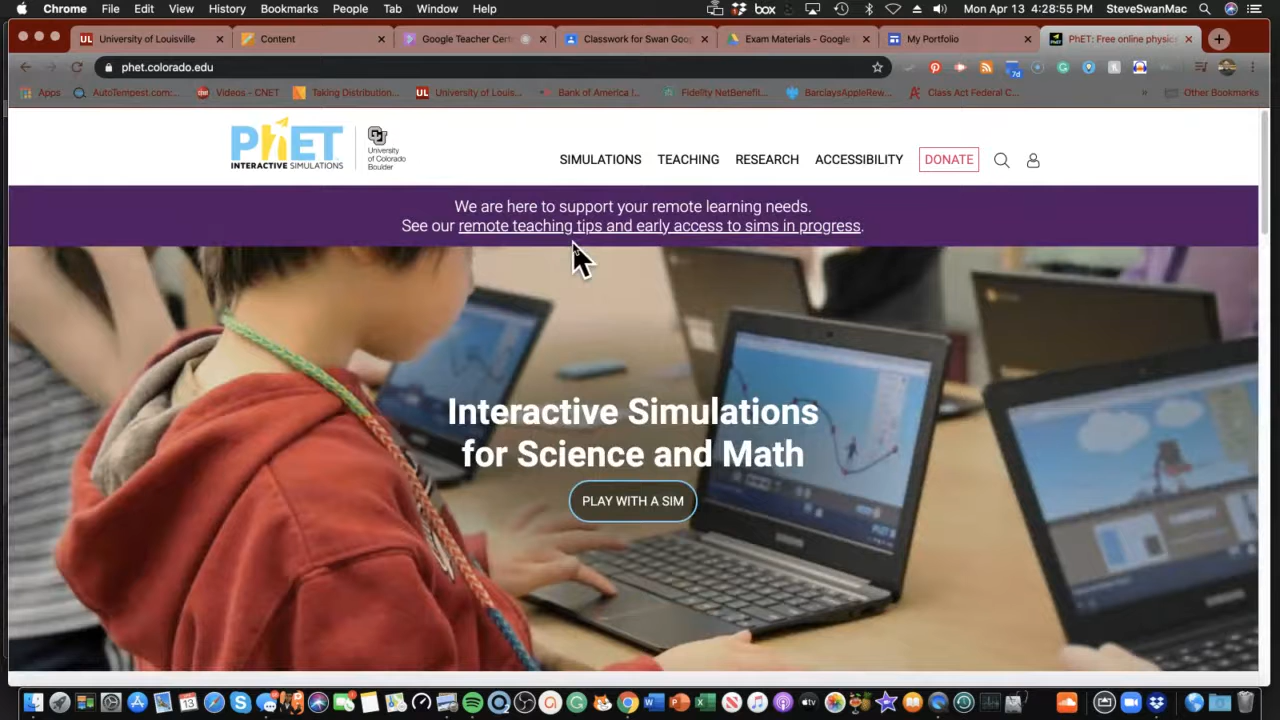 Chrome File Edit View History Bookmarks People Tab Window Help box Mon Apr 13 4:28:55 PM SteveSwanMac
University of Louisville Content Google Teacher Cert Classwork for Swan Goo Exam Materials - Google My Portfolio PhET: Free online physic
phet.colorado.edu 7d
Apps AutoTempest.com:... Videos - CNET Taking Distribution... University of Louis... Bank of America |... Fidelity NetBenefit... BarclaysAppleRew... Class Act Federal C... » Other Bookmarks
PhET
INTERACTIVE SIMULATIONS
University
of Colorado
Boulder
SIMULATIONS TEACHING RESEARCH ACCESSIBILITY DONATE
We are here to support your remote learning needs.
See our remote teaching tips and early access to sims in progress.
Interactive Simulations
for Science and Math
PLAY WITH A SIM